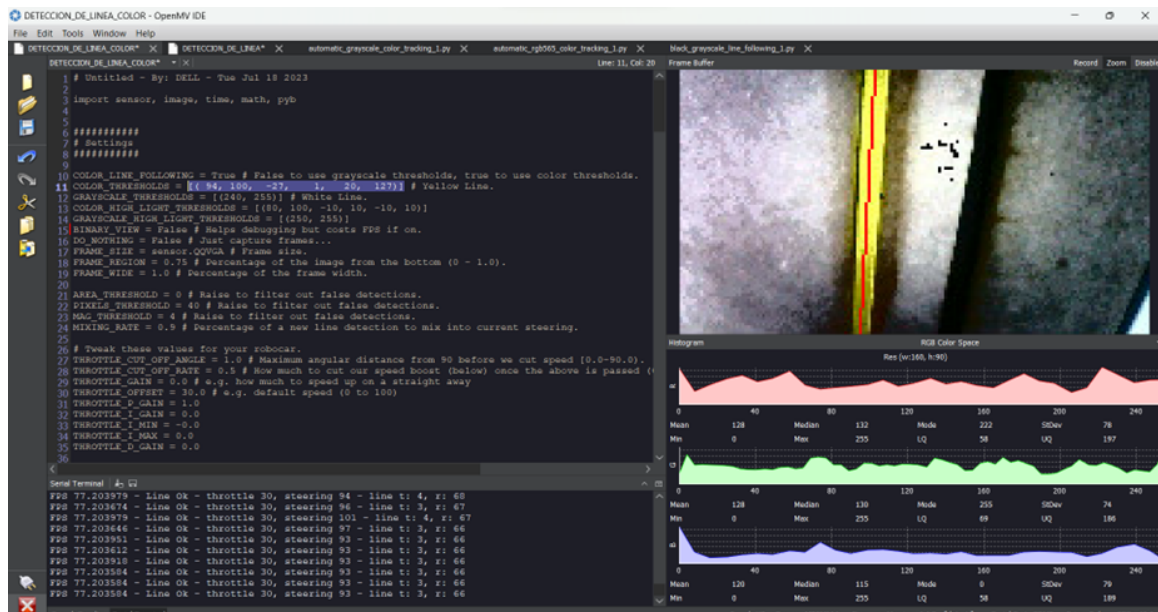 DETECCION_DE_LINEA_COLOR - OpenMV IDE
File Edit Tools Window Help
DETECCION_DE_LINEA_COLOR* DETECCION_DE_LINEA* automatic_grayscale_color_tracking_1.py automatic_rgb565_color_tracking_1.py black_grayscale_line_following_1.py
DETECCION_DE_LINEA_COLOR* Line: 11, Col: 20 Frame Buffer Record Zoom Disable
1 # Untitled - By: DELL - Tue Jul 18 2023
2
3 import sensor, image, time, math, pyb
4
5
6 ###########
7 # Settings
8 ###########
9
10 COLOR_LINE_FOLLOWING = True # False to use grayscale thresholds, true to use color thresholds.
11 COLOR_THRESHOLDS = [( 94, 100, -27, 1, 20, 127)] # Yellow Line.
12 GRAYSCALE_THRESHOLDS = [(240, 255)] # White Line.
13 COLOR_HIGH_LIGHT_THRESHOLDS = [(80, 100, -10, 10, -10, 10)]
14 GRAYSCALE_HIGH_LIGHT_THRESHOLDS = [(250, 255)]
15 BINARY_VIEW = False # Helps debugging but costs FPS if on.
16 DO_NOTHING = False # Just capture frames...
17 FRAME_SIZE = sensor.QQVGA # Frame size.
18 FRAME_REGION = 0.75 # Percentage of the image from the bottom (0 - 1.0).
19 FRAME_WIDE = 1.0 # Percentage of the frame width.
20
21 AREA_THRESHOLD = 0 # Raise to filter out false detections.
22 PIXELS_THRESHOLD = 40 # Raise to filter out false detections.
23 MAG_THRESHOLD = 4 # Raise to filter out false detections.
24 MIXING_RATE = 0.9 # Percentage of a new line detection to mix into current steering.
25
26 # Tweak these values for your robocar.
27 THROTTLE_CUT_OFF_ANGLE = 1.0 # Maximum angular distance from 90 before we cut speed [0.0-90.0).
28 THROTTLE_CUT_OFF_RATE = 0.5 # How much to cut our speed boost (below) once the above is passed (
29 THROTTLE_GAIN = 0.0 # e.g. how much to speed up on a straight away
30 THROTTLE_OFFSET = 30.0 # e.g. default speed (0 to 100)
31 THROTTLE_P_GAIN = 1.0
32 THROTTLE_I_GAIN = 0.0
33 THROTTLE_I_MIN = -0.0
34 THROTTLE_I_MAX = 0.0
35 THROTTLE_D_GAIN = 0.0
36
Serial Terminal
FPS 77.203979 - Line Ok - throttle 30, steering 94 - line t: 4, r: 68
FPS 77.203674 - Line Ok - throttle 30, steering 96 - line t: 3, r: 67
FPS 77.203979 - Line Ok - throttle 30, steering 101 - line t: 4, r: 67
FPS 77.203646 - Line Ok - throttle 30, steering 97 - line t: 3, r: 66
FPS 77.203951 - Line Ok - throttle 30, steering 93 - line t: 3, r: 66
FPS 77.203612 - Line Ok - throttle 30, steering 93 - line t: 3, r: 66
FPS 77.203918 - Line Ok - throttle 30, steering 93 - line t: 3, r: 66
FPS 77.203584 - Line Ok - throttle 30, steering 93 - line t: 3, r: 66
FPS 77.203584 - Line Ok - throttle 30, steering 93 - line t: 3, r: 66
FPS 77.203584 - Line Ok - throttle 30, steering 93 - line t: 3, r: 66
Histogram RGB Color Space
Res (w:160, h:90)
R
0 40 80 120 160 200 240
Mean 128 Median 132 Mode 222 StDev 78
Min 0 Max 255 LQ 58 UQ 197
G
0 40 80 120 160 200 240
Mean 128 Median 130 Mode 255 StDev 74
Min 0 Max 255 LQ 69 UQ 186
B
0 40 80 120 160 200 240
Mean 120 Median 115 Mode 0 StDev 79
Min 0 Max 255 LQ 58 UQ 189